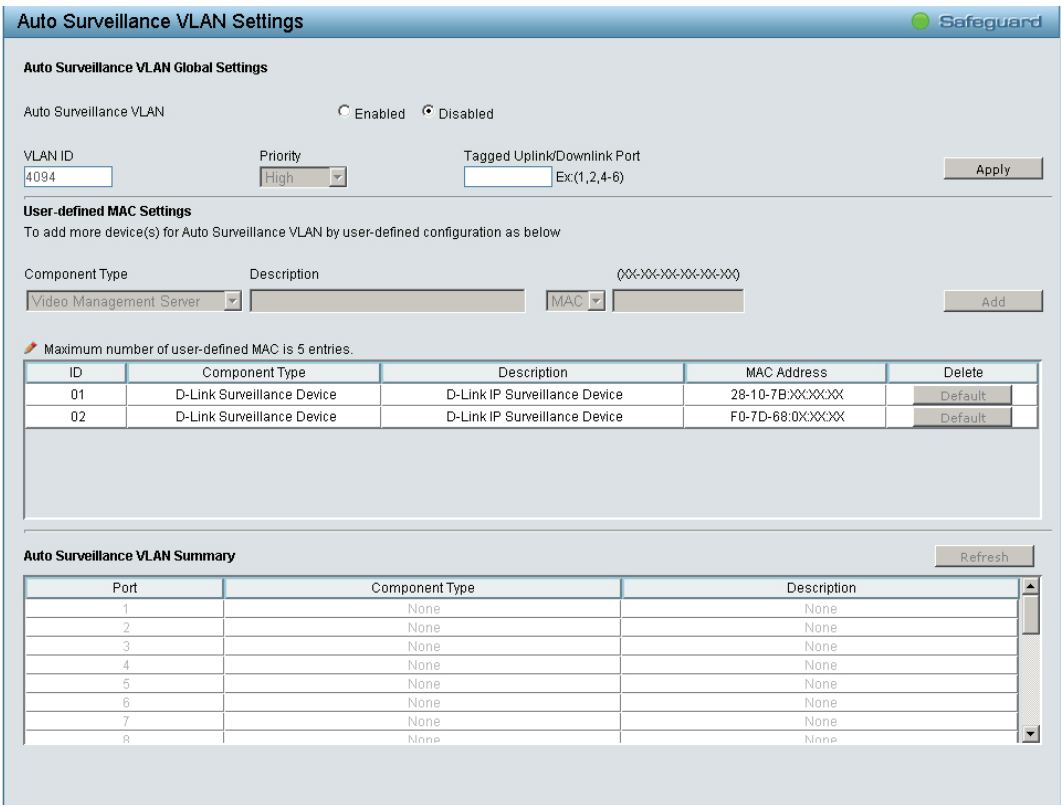 Auto Surveillance VLAN Settings Safeguard
Auto Surveillance VLAN Global Settings
Auto Surveillance VLAN Enabled Disabled
VLAN ID Priority Tagged Uplink/Downlink Port
4094 High Ex:(1,2,4-6) Apply
User-defined MAC Settings
To add more device(s) for Auto Surveillance VLAN by user-defined configuration as below
Component Type Description (XX-XX-XX-XX-XX-XX)
Video Management Server MAC Add
Maximum number of user-defined MAC is 5 entries.
ID Component Type Description MAC Address Delete
01 D-Link Surveillance Device D-Link IP Surveillance Device 28-10-7B:XX:XX:XX Default
02 D-Link Surveillance Device D-Link IP Surveillance Device F0-7D-68:0X:XX:XX Default
Auto Surveillance VLAN Summary Refresh
Port Component Type Description
1 None None
2 None None
3 None None
4 None None
5 None None
6 None None
7 None None
8 None None